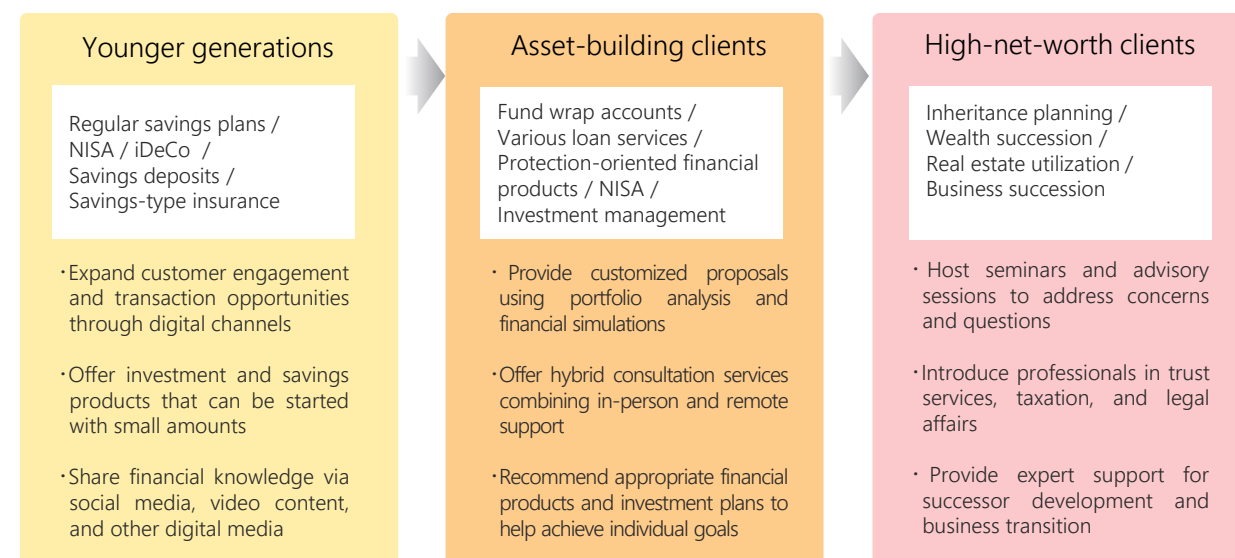 Younger generations
Regular savings plans /
NISA / iDeCo /
Savings deposits /
Savings-type insurance
・Expand customer engagement
and transaction opportunities
through digital channels
・Offer investment and savings
products that can be started
with small amounts
・Share financial knowledge via
social media, video content,
and other digital media
Asset-building clients
Fund wrap accounts /
Various loan services /
Protection-oriented financial
products / NISA /
Investment management
・Provide customized proposals
using portfolio analysis and
financial simulations
・Offer hybrid consultation services
combining in-person and remote
support
・Recommend appropriate financial
products and investment plans to
help achieve individual goals
High-net-worth clients
Inheritance planning /
Wealth succession /
Real estate utilization /
Business succession
・Host seminars and advisory
sessions to address concerns
and questions
・Introduce professionals in trust
services, taxation, and legal
affairs
・Provide expert support for
successor development and
business transition